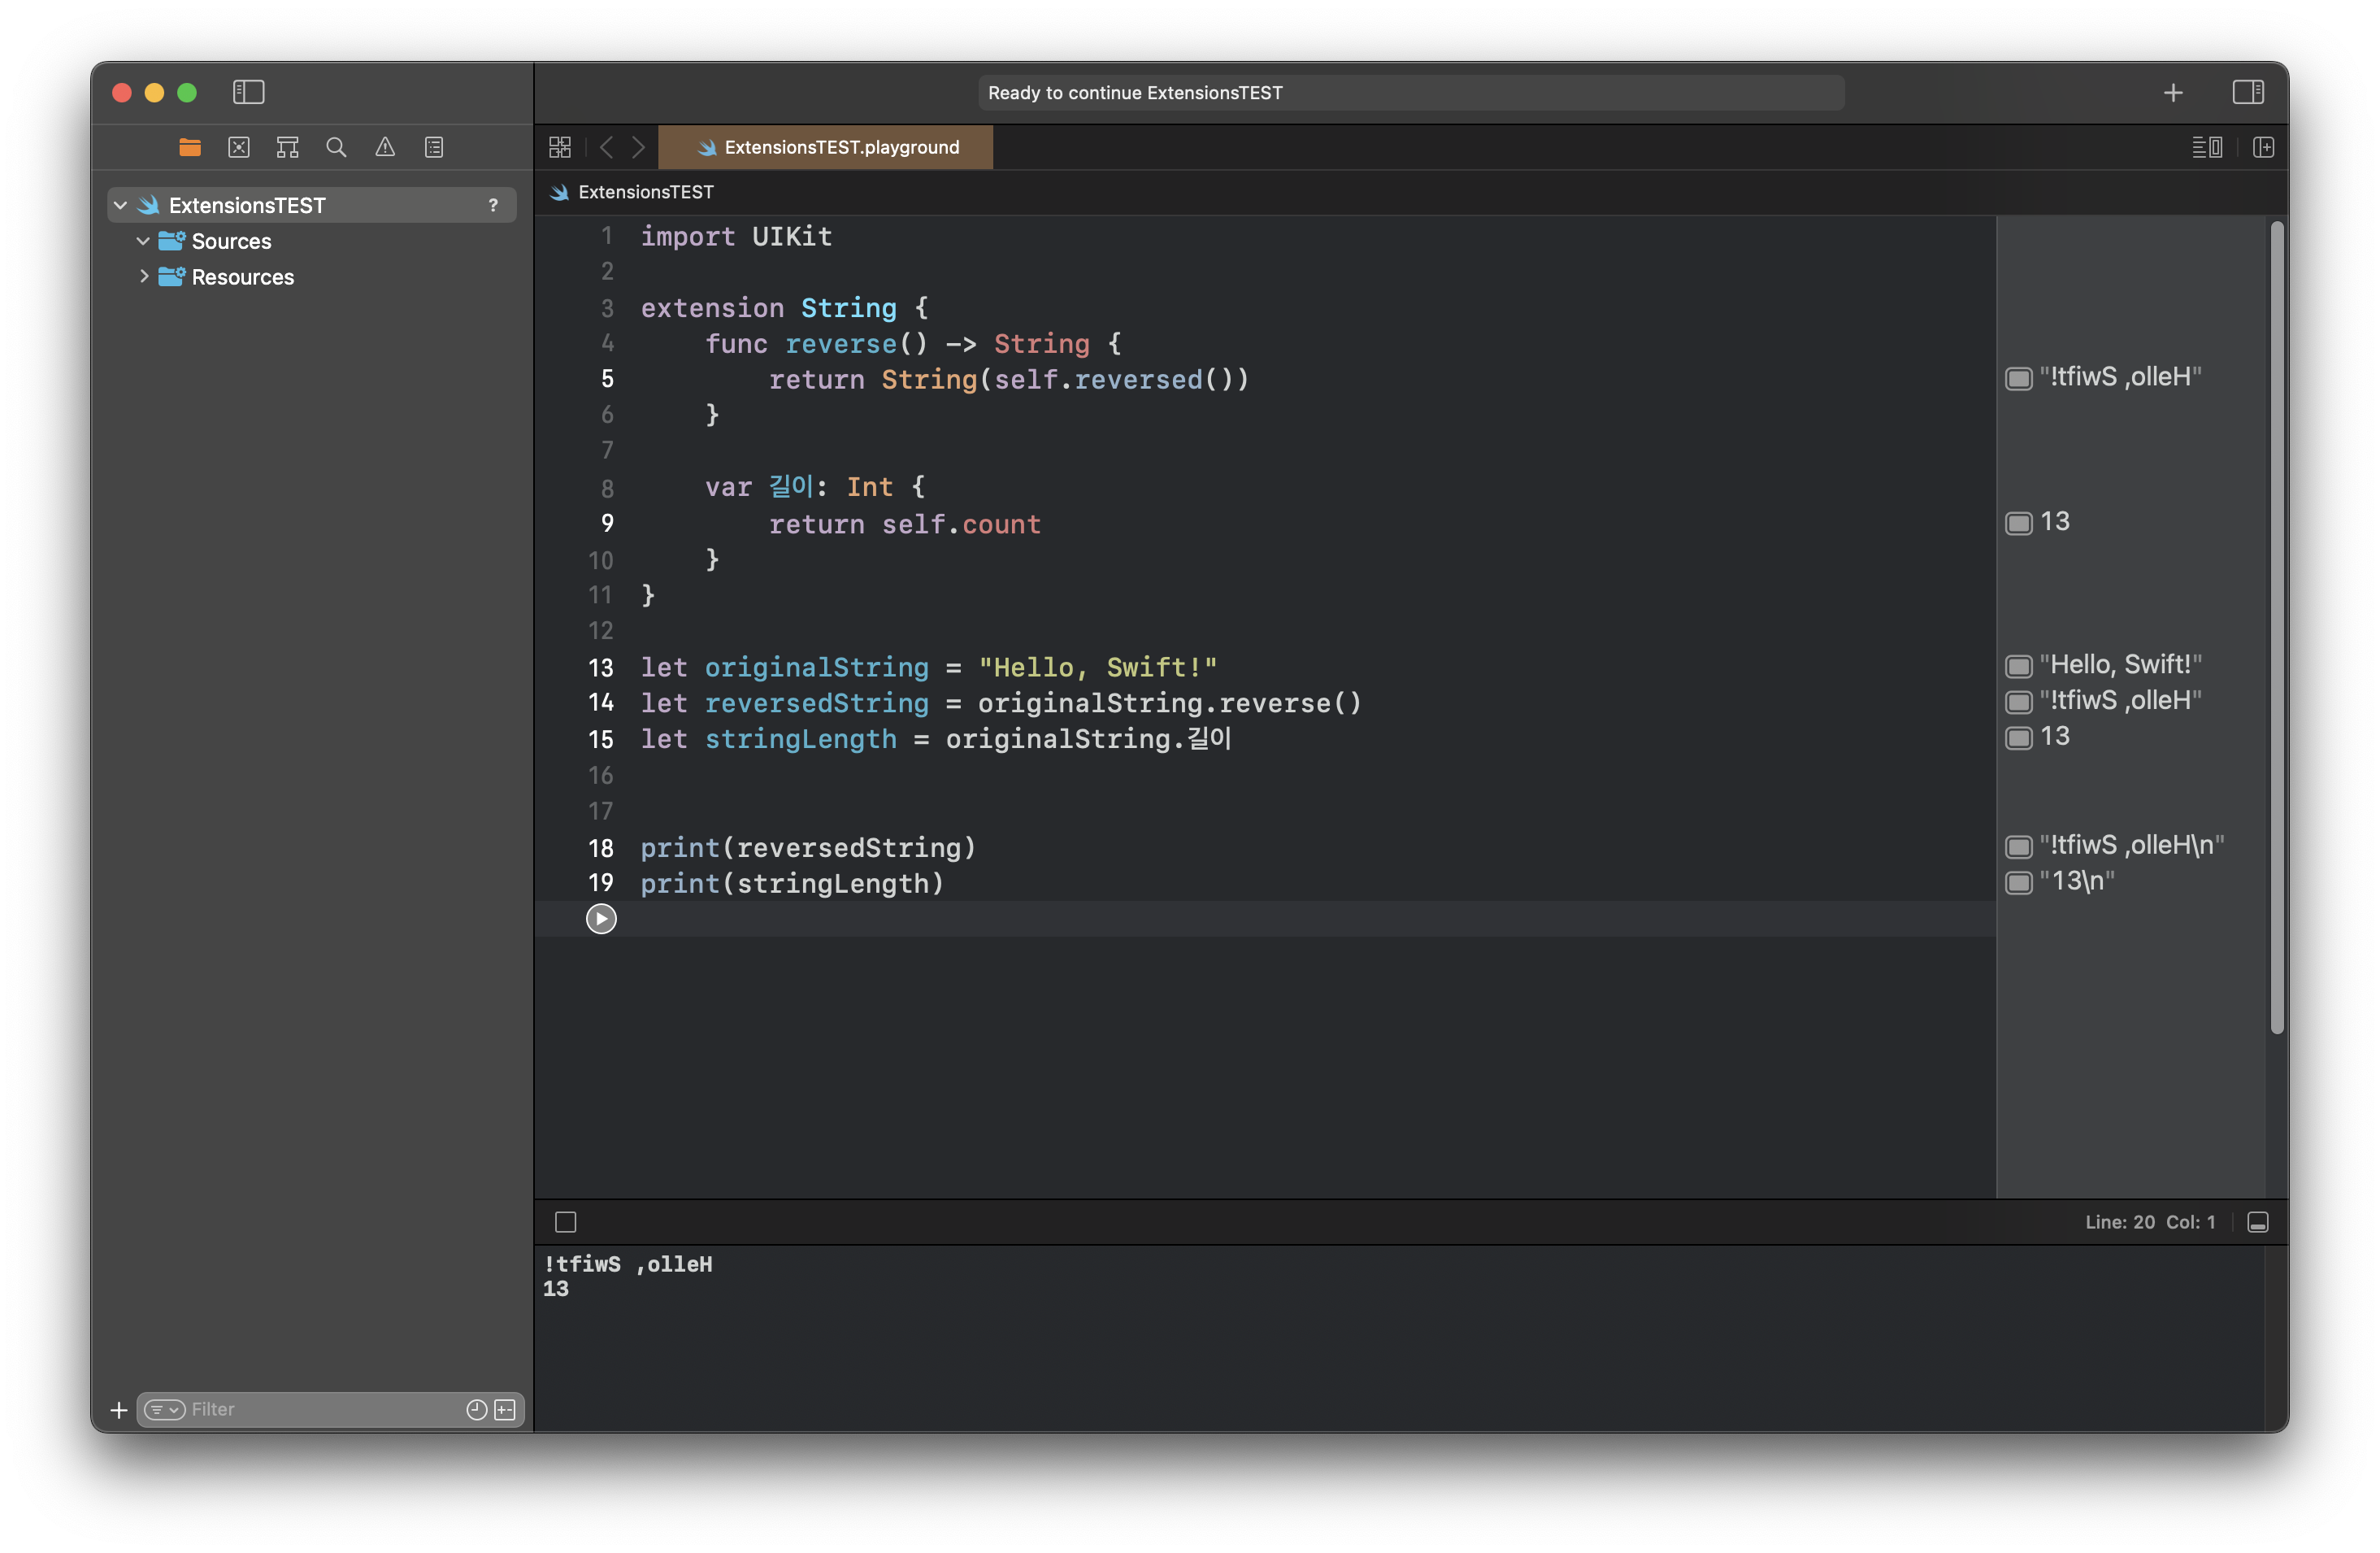 Ready to continue ExtensionsTEST
ExtensionsTEST.playground
ExtensionsTEST ?
Sources
Resources
ExtensionsTEST
1 import UIKit
2
3 extension String {
4 func reverse() -> String {
5 return String(self.reversed()) "!tfiwS ,olleH"
6 }
7
8 var 길이: Int {
9 return self.count 13
10 }
11 }
12
13 let originalString = "Hello, Swift!" "Hello, Swift!"
14 let reversedString = originalString.reverse() "!tfiwS ,olleH"
15 let stringLength = originalString.길이 13
16
17
18 print(reversedString) "!tfiwS ,olleH\n"
19 print(stringLength) "13\n"
Line: 20 Col: 1
!tfiwS ,olleH
13
Filter